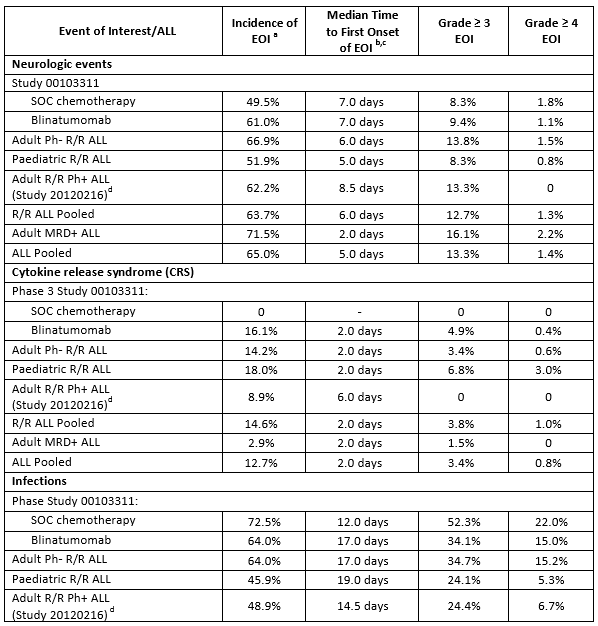 Event of Interest/ALL Incidence of EOI a Median Time to First Onset of EOI b,c Grade ≥ 3 EOI Grade ≥ 4 EOI
Neurologic events
Study 00103311
SOC chemotherapy 49.5% 7.0 days 8.3% 1.8%
Blinatumomab 61.0% 7.0 days 9.4% 1.1%
Adult Ph- R/R ALL 66.9% 6.0 days 13.8% 1.5%
Paediatric R/R ALL 51.9% 5.0 days 8.3% 0.8%
Adult R/R Ph+ ALL (Study 20120216)d 62.2% 8.5 days 13.3% 0
R/R ALL Pooled 63.7% 6.0 days 12.7% 1.3%
Adult MRD+ ALL 71.5% 2.0 days 16.1% 2.2%
ALL Pooled 65.0% 5.0 days 13.3% 1.4%
Cytokine release syndrome (CRS)
Phase 3 Study 00103311:
SOC chemotherapy 0 - 0 0
Blinatumomab 16.1% 2.0 days 4.9% 0.4%
Adult Ph- R/R ALL 14.2% 2.0 days 3.4% 0.6%
Paediatric R/R ALL 18.0% 2.0 days 6.8% 3.0%
Adult R/R Ph+ ALL (Study 20120216)d 8.9% 6.0 days 0 0
R/R ALL Pooled 14.6% 2.0 days 3.8% 1.0%
Adult MRD+ ALL 2.9% 2.0 days 1.5% 0
ALL Pooled 12.7% 2.0 days 3.4% 0.8%
Infections
Phase Study 00103311:
SOC chemotherapy 72.5% 12.0 days 52.3% 22.0%
Blinatumomab 64.0% 17.0 days 34.1% 15.0%
Adult Ph- R/R ALL 64.0% 17.0 days 34.7% 15.2%
Paediatric R/R ALL 45.9% 19.0 days 24.1% 5.3%
Adult R/R Ph+ ALL (Study 20120216) d 48.9% 14.5 days 24.4% 6.7%